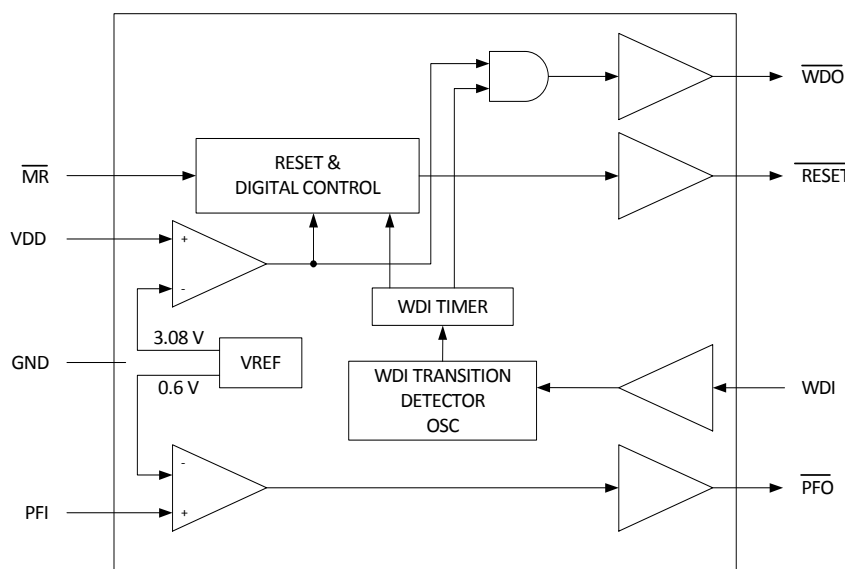 WDO
RESET &
DIGITAL CONTROL
MR
RESET
VDD
+
-
WDI TIMER
3.08 V
VREF
GND
0.6 V
WDI TRANSITION
DETECTOR
OSC
WDI
-
+
PFO
PFI